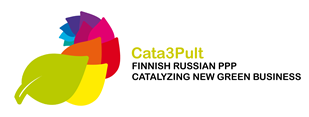 Cata3Pult
FINNISH RUSSIAN PPP
CATALYZING NEW GREEN BUSINESS